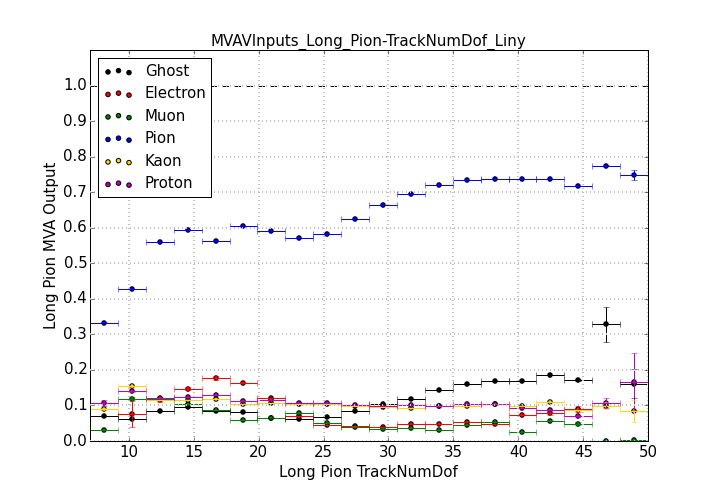 MVAVInputs_Long_Pion-TrackNumDof_Liny
Long Pion MVA Output
1.0
0.9
0.8
0.7
0.6
0.5
0.4
0.3
0.2
0.1
0.0
Ghost
Electron
Muon
Pion
Kaon
Proton
10 15 20 25 30 35 40 45 50
Long Pion TrackNumDof